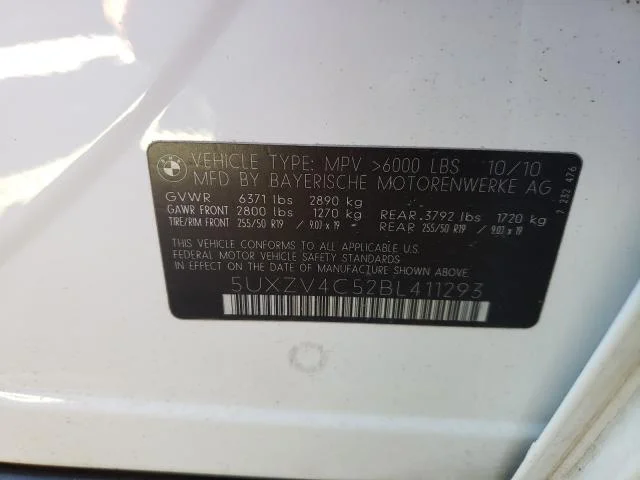 VEHICLE TYPE: MPV >6000 LBS 10/10
MFD BY BAYERISCHE MOTORENWERKE AG
GVWR 6371 lbs 2890 kg
GAWR FRONT 2800 lbs 1270 kg REAR 3792 lbs 1720 kg
TIRE/RIM FRONT 255/50 R19 / 9.0J x 19 REAR 255/50 R19 / 9.0J x 19
THIS VEHICLE CONFORMS TO ALL APPLICABLE
FEDERAL MOTOR VEHICLE SAFETY STANDARDS
IN EFFECT ON THE DATE OF MANUFACTURE SHOWN ABOVE.
5UXZV4C52BL411293
7 232 476